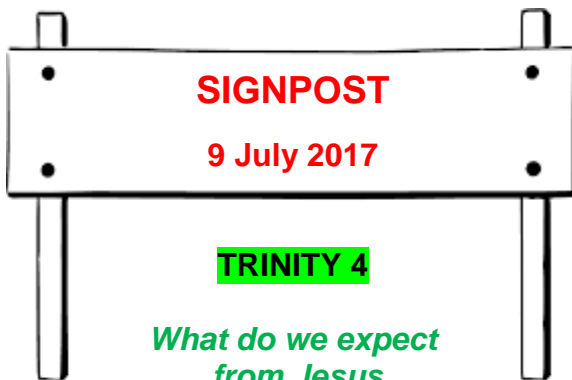 SIGNPOST
9 July 2017
TRINITY 4
What do we expect
from Jesus